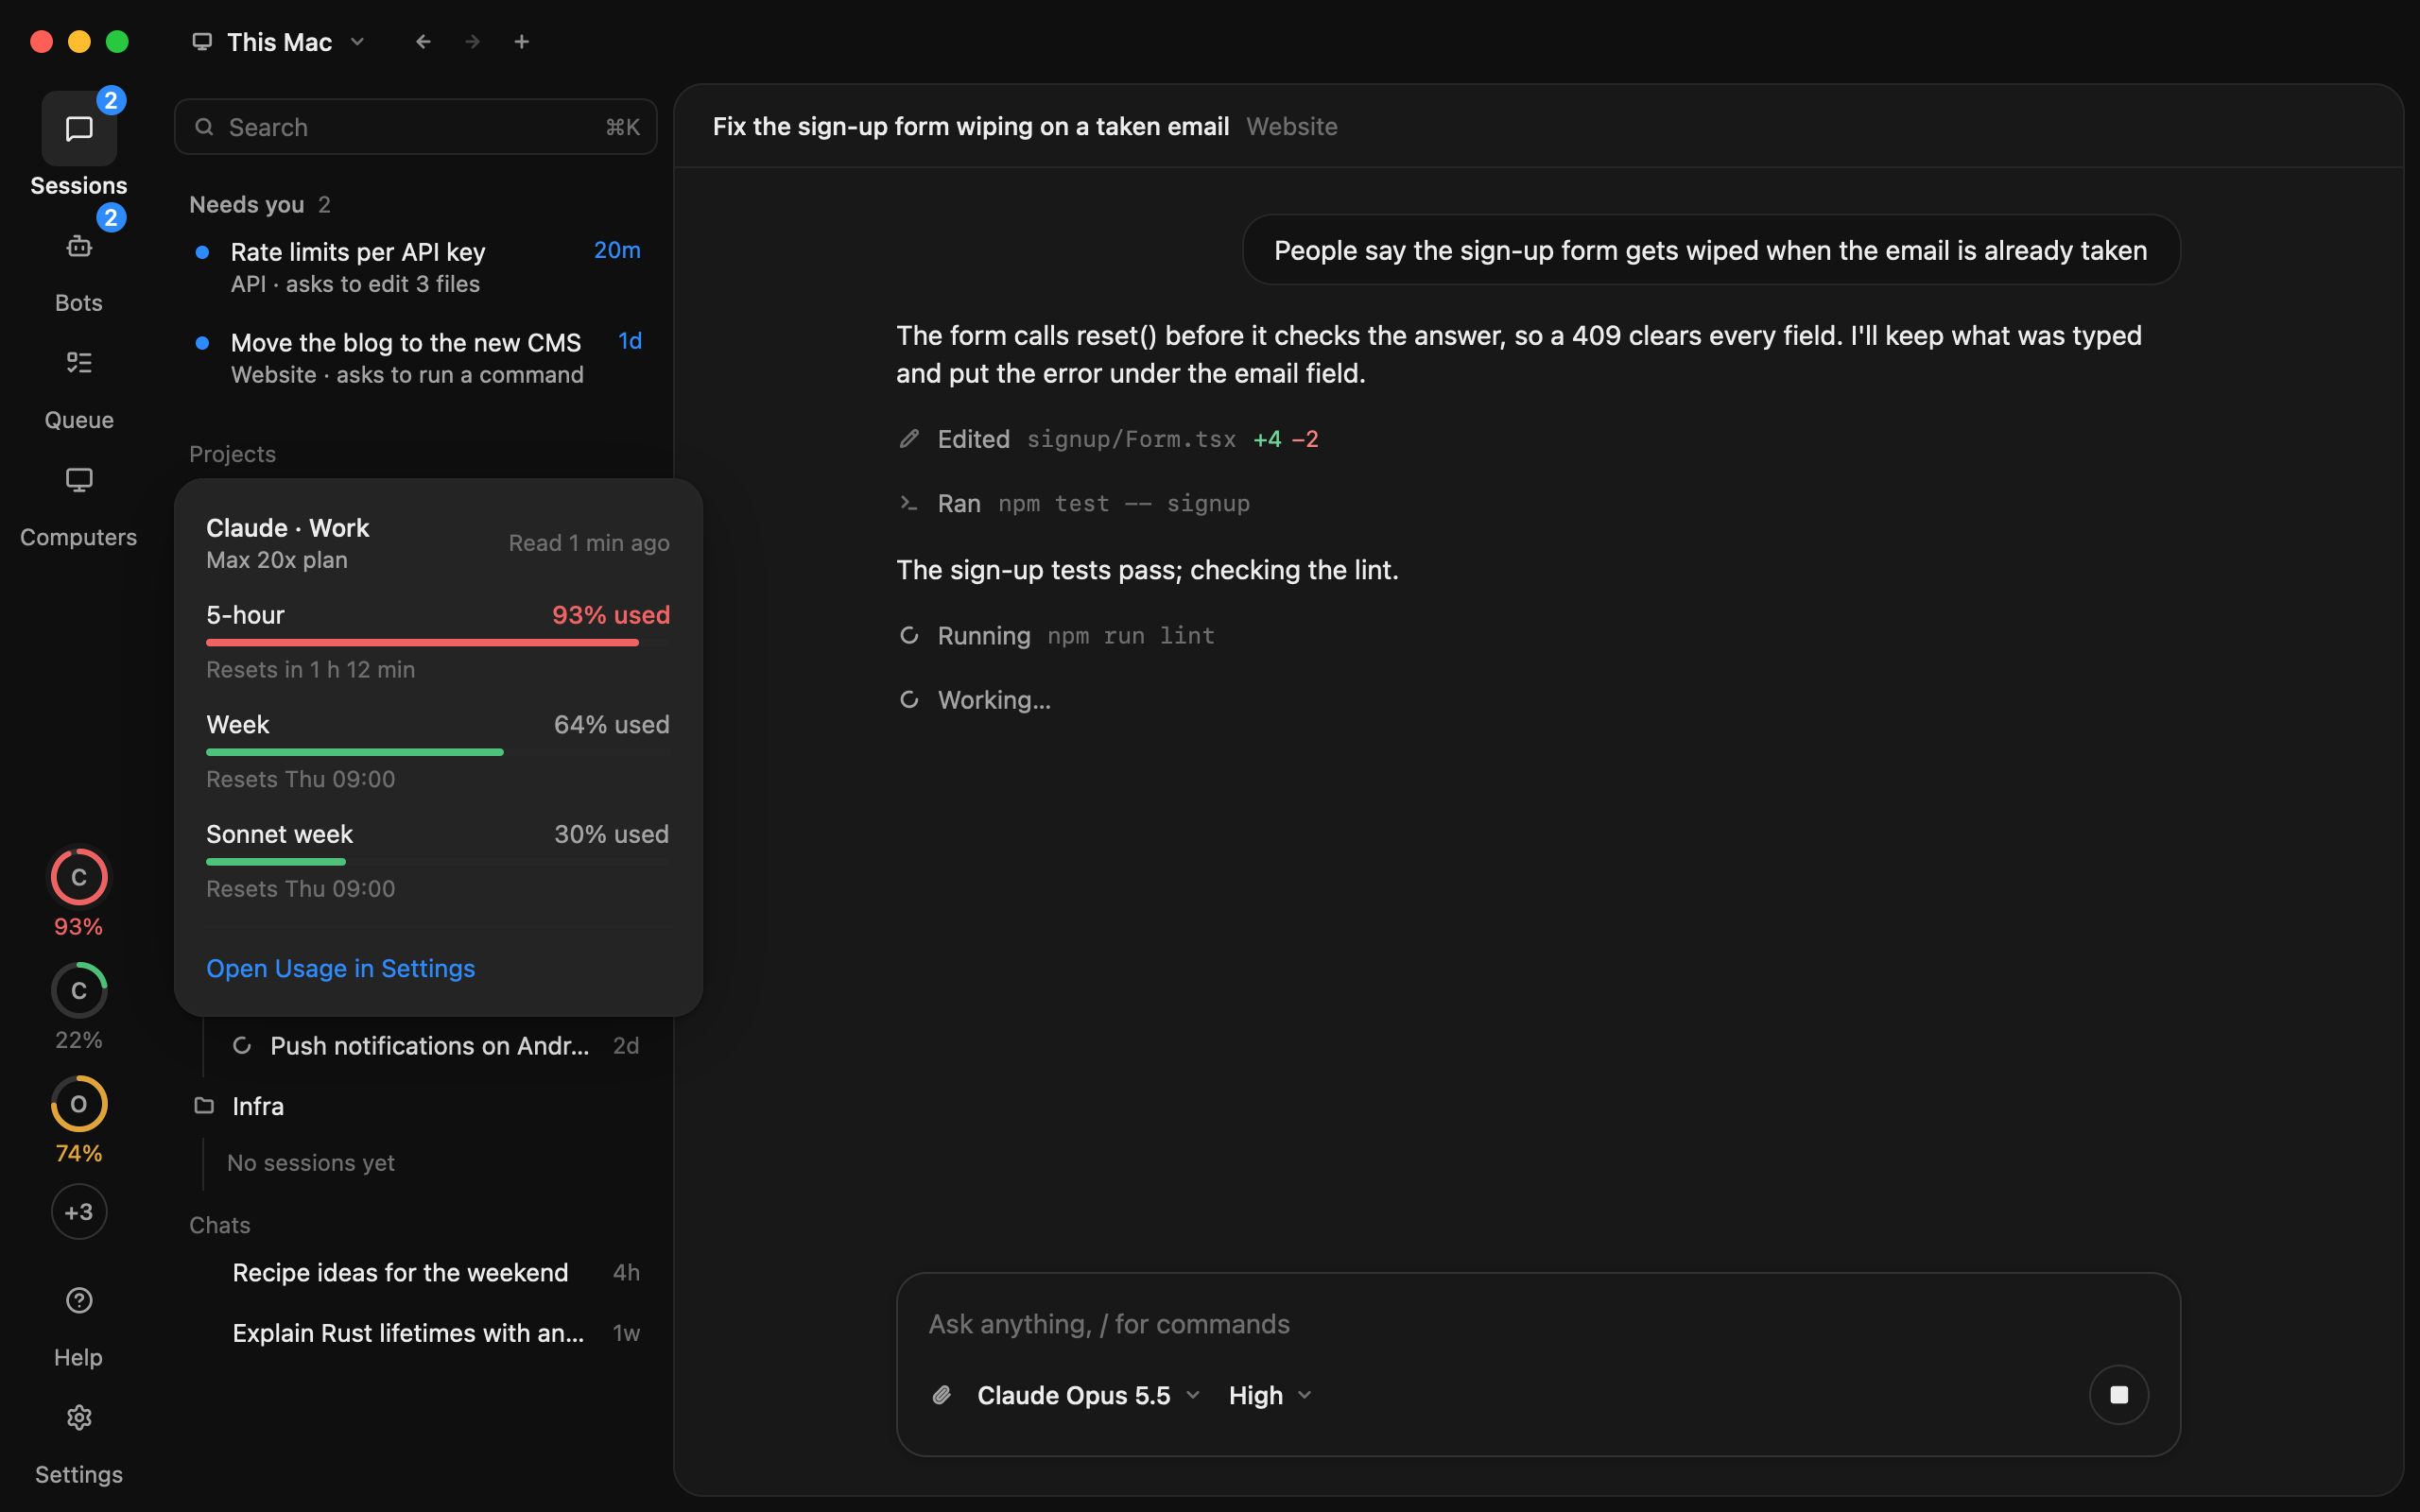 This Mac
2
Sessions
2
Bots
Queue
Computers
C
93%
C
22%
O
74%
+3
Help
Settings
Search ⌘K
Needs you 2
Rate limits per API key 20m
API · asks to edit 3 files
Move the blog to the new CMS 1d
Website · asks to run a command
Projects
Claude · Work
Max 20x plan
Read 1 min ago
5-hour 93% used
Resets in 1 h 12 min
Week 64% used
Resets Thu 09:00
Sonnet week 30% used
Resets Thu 09:00
Open Usage in Settings
Push notifications on Andr... 2d
Infra
No sessions yet
Chats
Recipe ideas for the weekend 4h
Explain Rust lifetimes with an... 1w
Fix the sign-up form wiping on a taken email Website
People say the sign-up form gets wiped when the email is already taken
The form calls reset() before it checks the answer, so a 409 clears every field. I'll keep what was typed
and put the error under the email field.
Edited signup/Form.tsx +4 −2
Ran npm test -- signup
The sign-up tests pass; checking the lint.
Running npm run lint
Working...
Ask anything, / for commands
Claude Opus 5.5 High